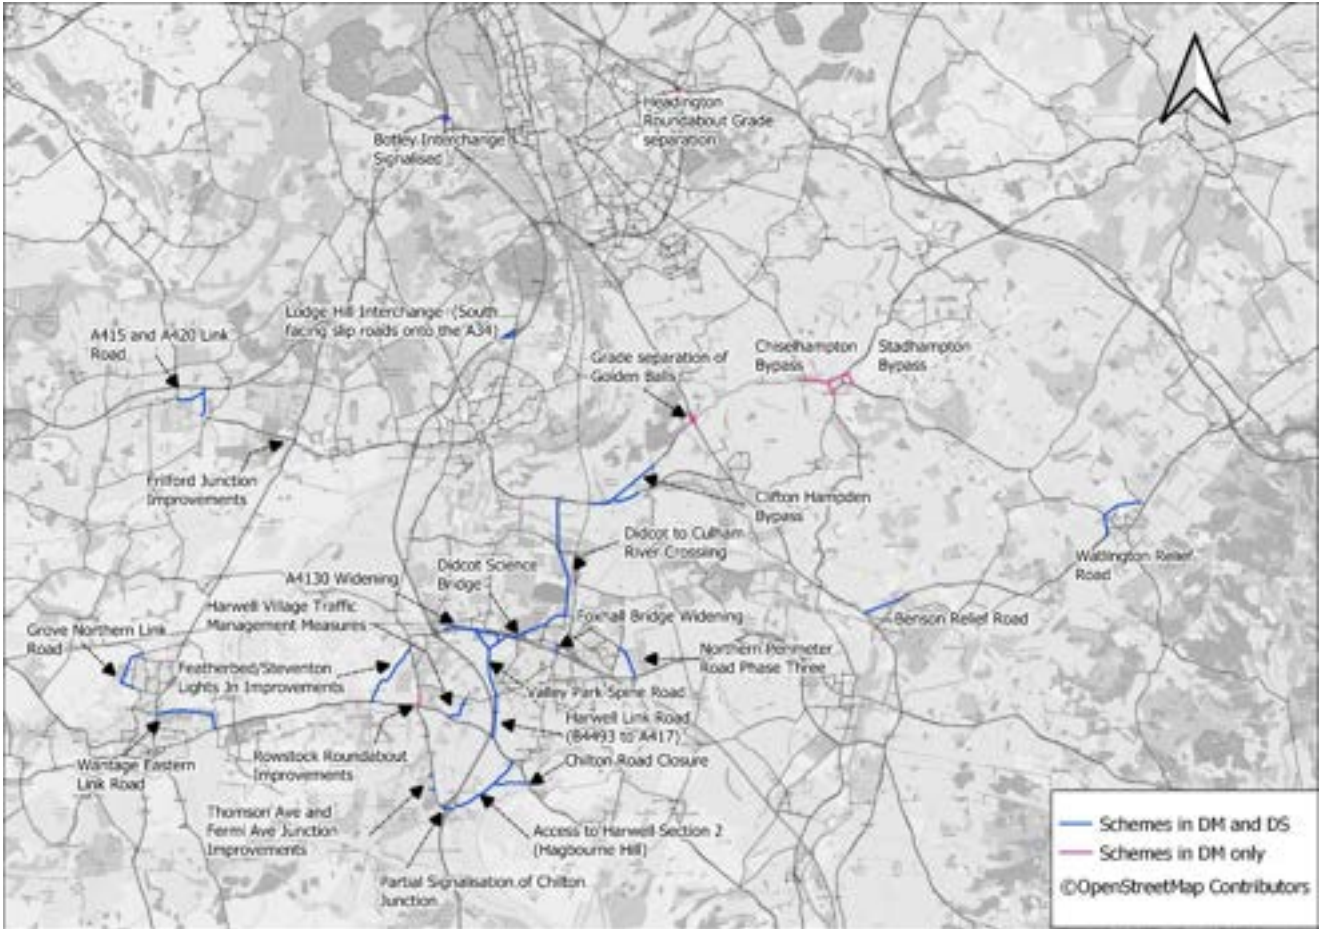 Headington
Roundabout Grade
separation
Botley Interchange
Signalised
Lodge Hill Interchange (South
facing slip roads onto the A34)
A415 and A420 Link
Road
Grade separation of
Golden Balls
Chiselhampton
Bypass
Stadhampton
Bypass
Frilford Junction
Improvements
Clifton Hampden
Bypass
Didcot to Culham
River Crossing
Watlington Relief
Road
Didcot Science
Bridge
A4130 Widening
Harwell Village Traffic
Management Measures
Foxhall Bridge Widening
Benson Relief Road
Grove Northern Link
Road
Featherbed/Steventon
Lights Jn Improvements
Northern Perimeter
Road Phase Three
Valley Park Spine Road
Harwell Link Road
(B4493 to A417)
Wantage Eastern
Link Road
Rowstock Roundabout
Improvements
Chilton Road Closure
Thomson Ave and
Fermi Ave Junction
Improvements
Access to Harwell Section 2
(Hagbourne Hill)
Partial Signalisation of Chilton
Junction
Schemes in DM and DS
Schemes in DM only
©OpenStreetMap Contributors